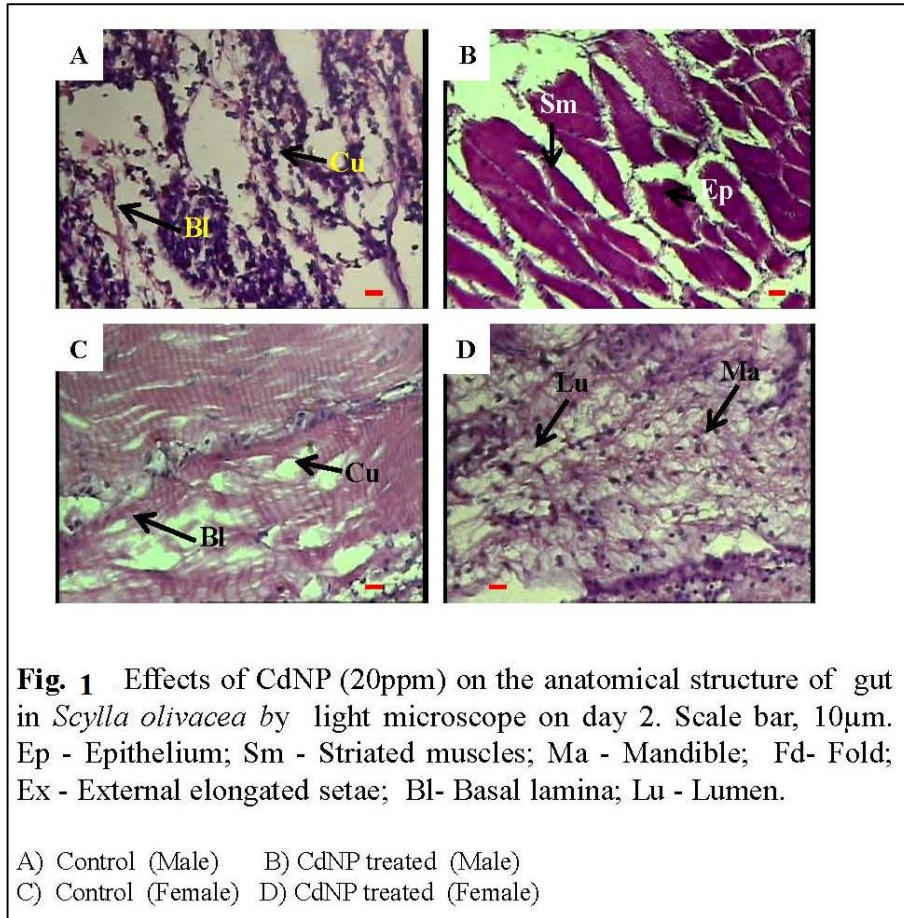 A
B
Sm
Cu
Ep
Bl
C
D
Lu
Ma
Cu
Bl
Fig. 1 Effects of CdNP (20ppm) on the anatomical structure of gut
in Scylla olivacea by light microscope on day 2. Scale bar, 10µm.
Ep - Epithelium; Sm - Striated muscles; Ma - Mandible; Fd- Fold;
Ex - External elongated setae; Bl- Basal lamina; Lu - Lumen.
A) Control (Male) B) CdNP treated (Male)
C) Control (Female) D) CdNP treated (Female)